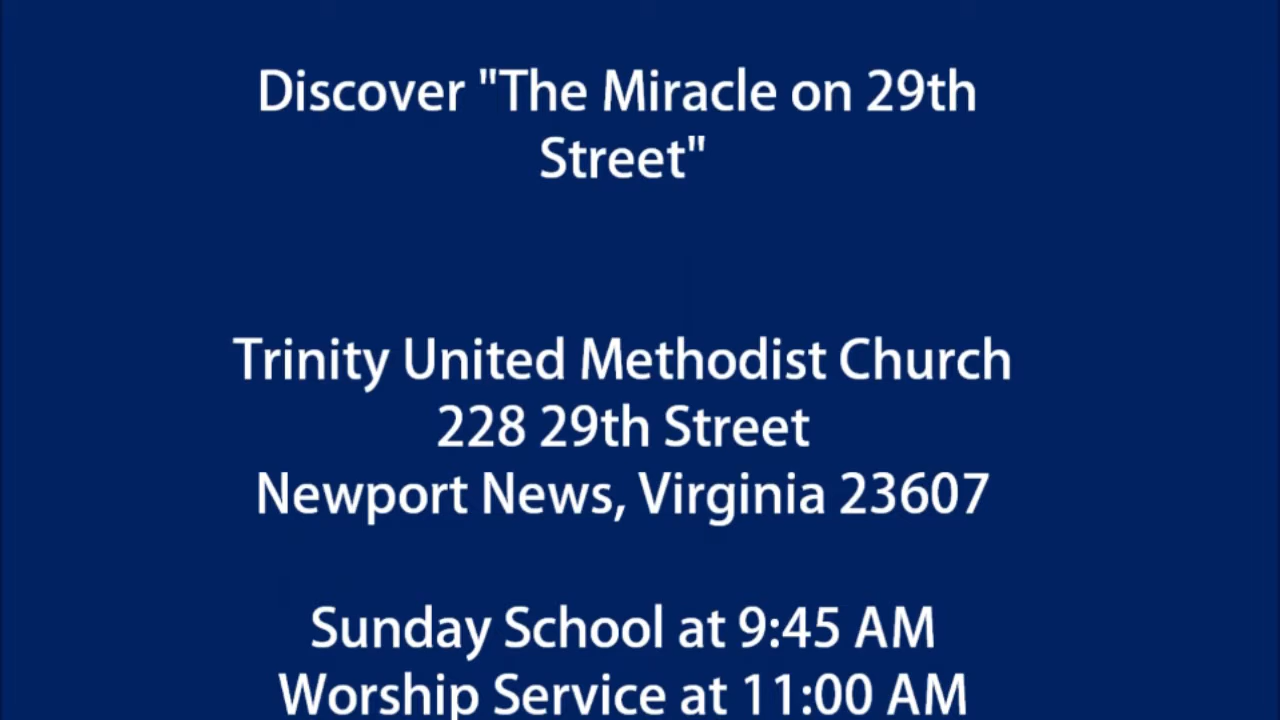 Discover "The Miracle on 29th
Street"
Trinity United Methodist Church
228 29th Street
Newport News, Virginia 23607
Sunday School at 9:45 AM
Worship Service at 11:00 AM